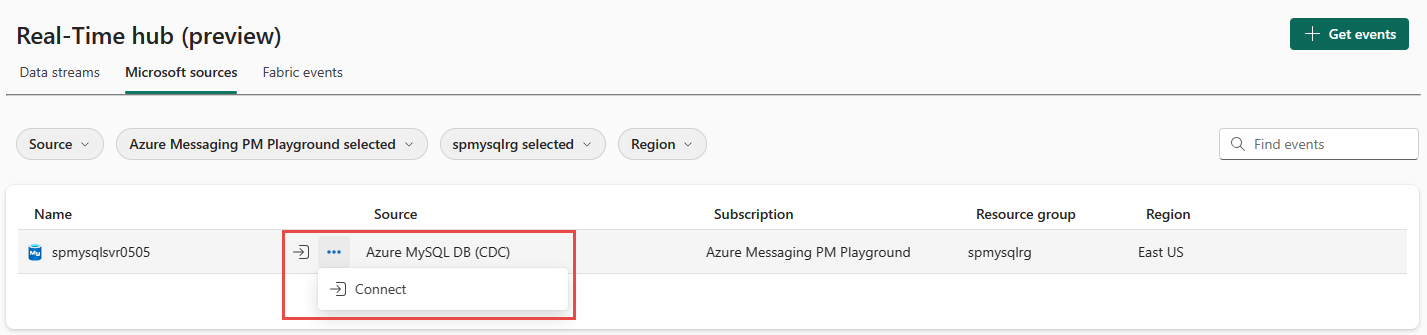 Real-Time hub (preview)
Get events
Data streams Microsoft sources Fabric events
Source Azure Messaging PM Playground selected spmysqlrg selected Region Find events
Name Source Subscription Resource group Region
My spmysqlsvr0505 Azure MySQL DB (CDC) Azure Messaging PM Playground spmysqlrg East US
Connect